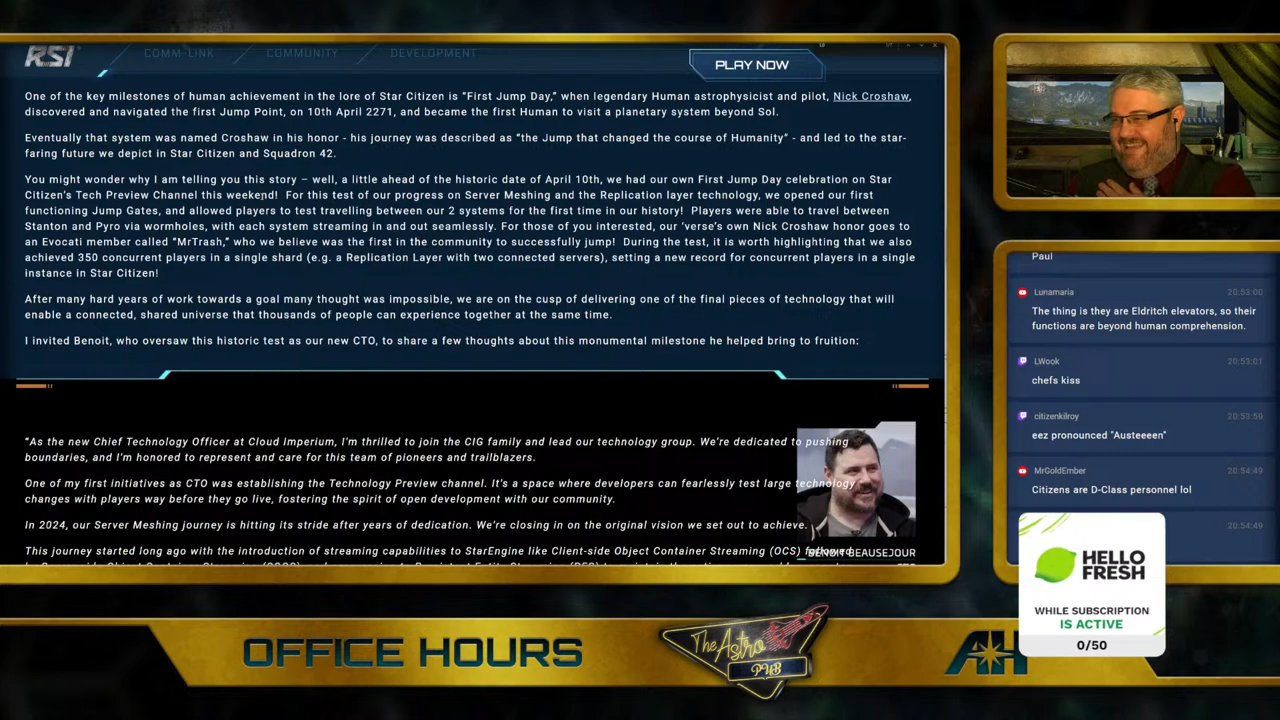 RSI
COMM-LINK
COMMUNITY
DEVELOPMENT
PLAY NOW
One of the key milestones of human achievement in the lore of Star Citizen is “First Jump Day,” when legendary Human astrophysicist and pilot, Nick Croshaw,
discovered and navigated the first Jump Point, on 10th April 2271, and became the first Human to visit a planetary system beyond Sol.
Eventually that system was named Croshaw in his honor - his journey was described as “the Jump that changed the course of Humanity” - and led to the star-
faring future we depict in Star Citizen and Squadron 42.
You might wonder why I am telling you this story – well, a little ahead of the historic date of April 10th, we had our own First Jump Day celebration on Star
Citizen's Tech Preview Channel this weekend! For this test of our progress on Server Meshing and the Replication layer technology, we opened our first
functioning Jump Gates, and allowed players to test travelling between our 2 systems for the first time in our history! Players were able to travel between
Stanton and Pyro via wormholes, with each system streaming in and out seamlessly. For those of you interested, our ‘verse's own Nick Croshaw honor goes to
an Evocati member called “MrTrash,” who we believe was the first in the community to successfully jump! During the test, it is worth highlighting that we also
achieved 350 concurrent players in a single shard (e.g. a Replication Layer with two connected servers), setting a new record for concurrent players in a single
instance in Star Citizen!
After many hard years of work towards a goal many thought was impossible, we are on the cusp of delivering one of the final pieces of technology that will
enable a connected, shared universe that thousands of people can experience together at the same time.
I invited Benoit, who oversaw this historic test as our new CTO, to share a few thoughts about this monumental milestone he helped bring to fruition:
“As the new Chief Technology Officer at Cloud Imperium, I'm thrilled to join the CIG family and lead our technology group. We're dedicated to pushing
boundaries, and I'm honored to represent and care for this team of pioneers and trailblazers.
One of my first initiatives as CTO was establishing the Technology Preview channel. It's a space where developers can fearlessly test large technology
changes with players way before they go live, fostering the spirit of open development with our community.
In 2024, our Server Meshing journey is hitting its stride after years of dedication. We're closing in on the original vision we set out to achieve.
This journey started long ago with the introduction of streaming capabilities to StarEngine like Client-side Object Container Streaming (OCS) followed
BENOIT BEAUSEJOUR
Paul
Lunamaria 20:53:00
The thing is they are Eldritch elevators, so their
functions are beyond human comprehension.
LWook 20:53:01
chefs kiss
citizenkilroy 20:53:59
eez pronounced "Austeeeen"
MrGoldEmber 20:54:49
Citizens are D-Class personnel lol
20:54:49
HELLO
FRESH
WHILE SUBSCRIPTION
IS ACTIVE
0/50
OFFICE HOURS
The Astro
PUB
AH